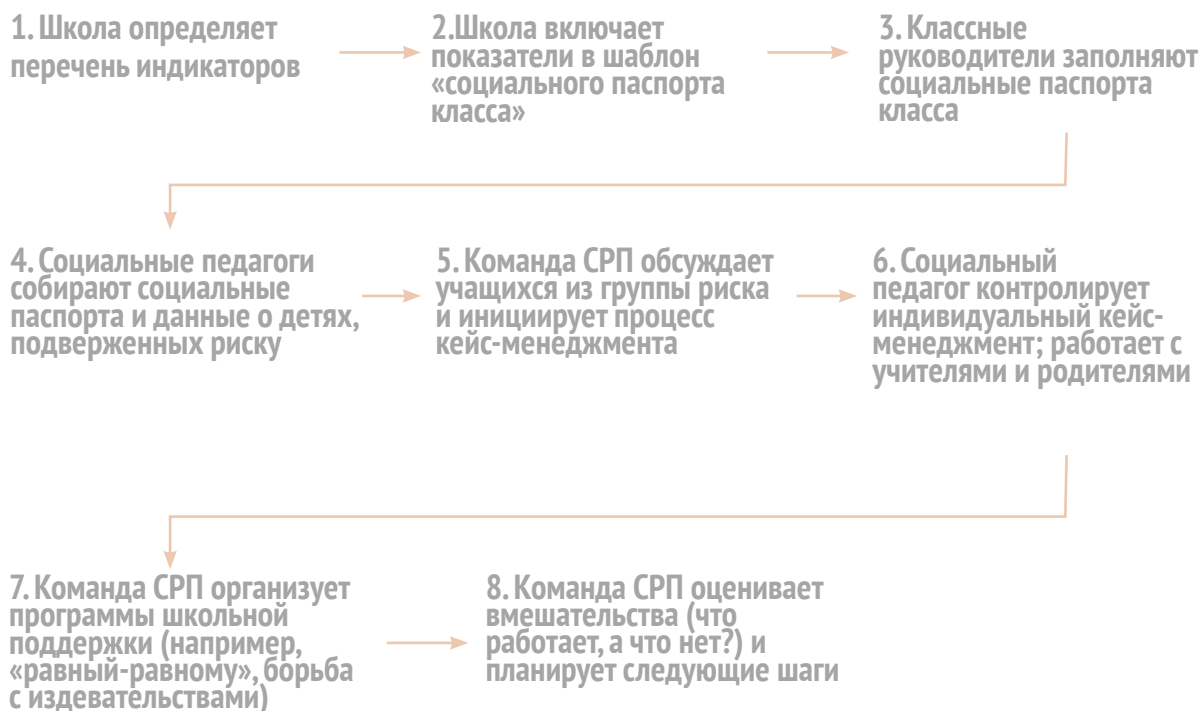 1. Школа определяет
перечень индикаторов
2.Школа включает
показатели в шаблон
«социального паспорта
класса»
3. Классные
руководители заполняют
социальные паспорта
класса
4. Социальные педагоги
собирают социальные
паспорта и данные о детях,
подверженных риску
5. Команда СРП обсуждает
учащихся из группы риска
и инициирует процесс
кейс-менеджмента
6. Социальный
педагог контролирует
индивидуальный кейс-
менеджмент; работает с
учителями и родителями
7. Команда СРП организует
программы школьной
поддержки (например,
«равный-равному», борьба
с издевательствами)
8. Команда СРП оценивает
вмешательства (что
работает, а что нет?) и
планирует следующие шаги